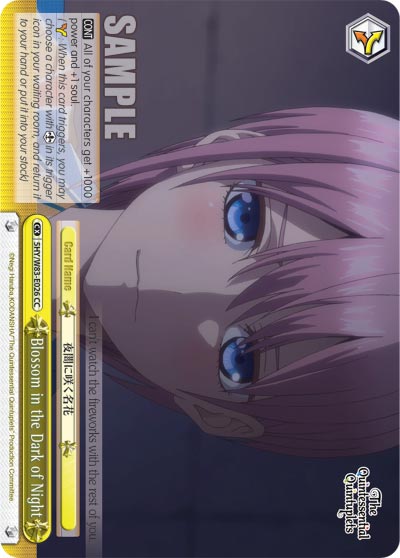 SAMPLE
CONT All of your characters get +1000
power and +1 soul.
[ ]: When this card triggers, you may
choose a character with [ ] in its trigger
icon in your waiting room, and return it
to your hand or put it into your stock)
The
Quintessential
Quintuplets
I can't watch the fireworks with the rest of you.
Card Name
夜闇に咲く名花
CX
5HY/W83-E026 CC
Blossom in the Dark of Night
©Negi Haruba,KODANSHA/"The Quintessential Quintuplets" Production Committee.